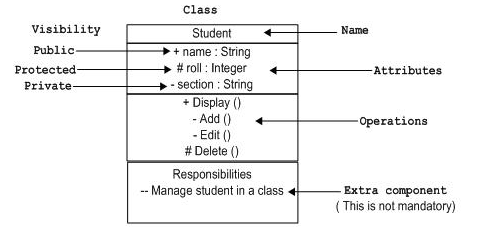 Class
Visibility
Student
Name
Public
+ name : String
Protected
# roll : Integer
Attributes
Private
- section : String
+ Display ()
- Add ()
Operations
- Edit ()
# Delete ()
Responsibilities
-- Manage student in a class
Extra component
( This is not mandatory)